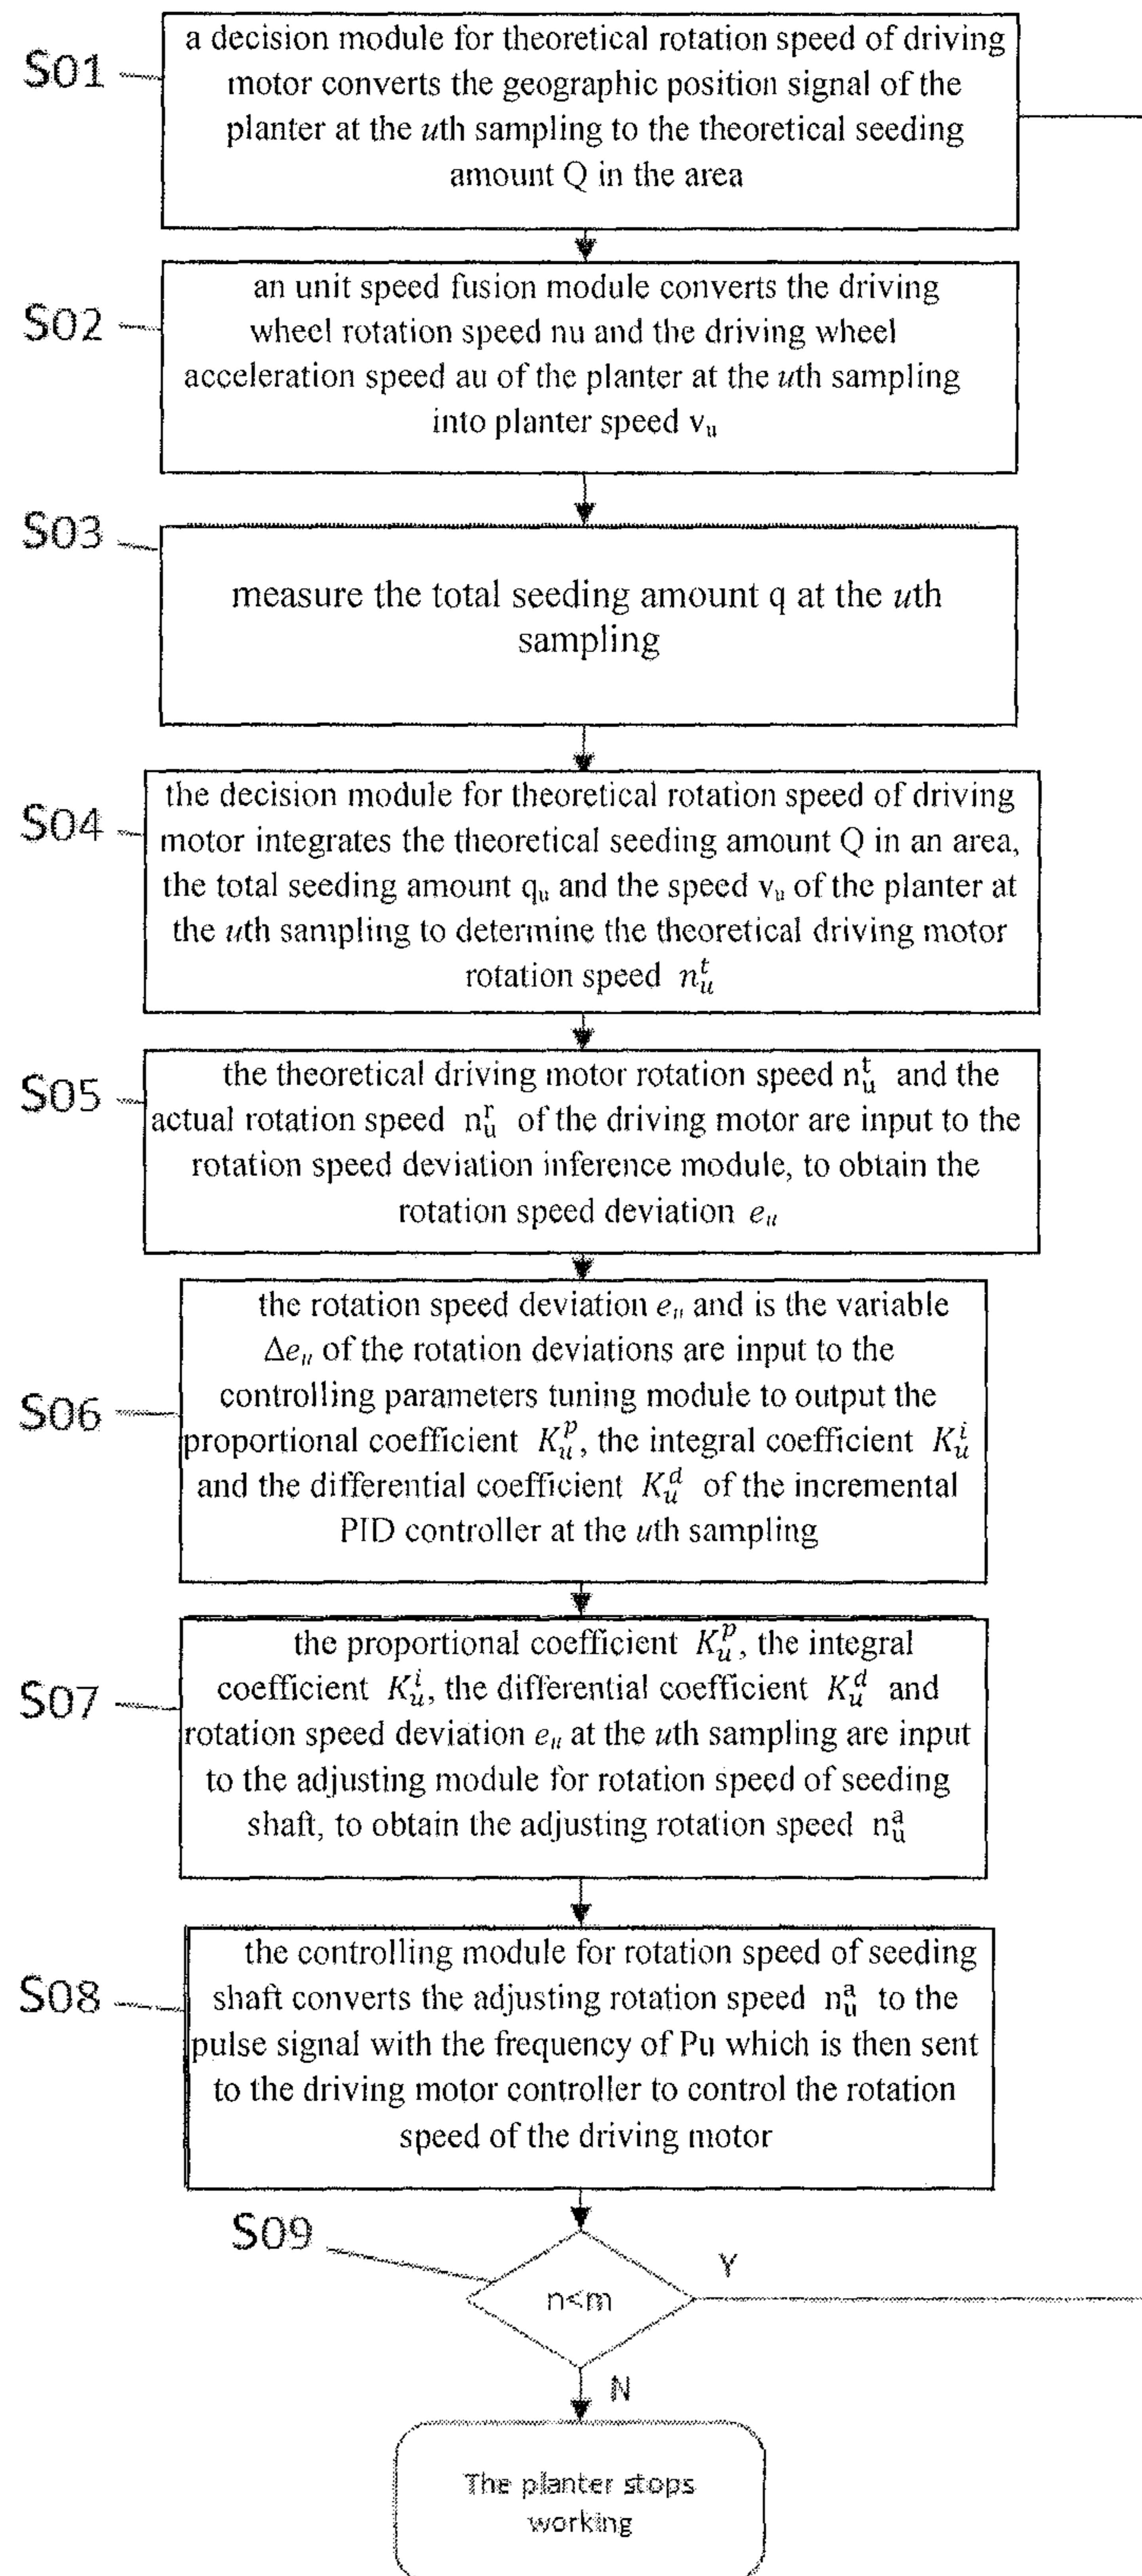 S01
a decision module for theoretical rotation speed of driving
motor converts the geographic position signal of the
planter at the uth sampling to the theoretical seeding
amount Q in the area
S02
an unit speed fusion module converts the driving
wheel rotation speed nu and the driving wheel
acceleration speed au of the planter at the uth sampling
into planter speed vᵤ
S03
measure the total seeding amount q at the uth
sampling
S04
the decision module for theoretical rotation speed of driving
motor integrates the theoretical seeding amount Q in an area,
the total seeding amount qᵤ and the speed vᵤ of the planter at
the uth sampling to determine the theoretical driving motor
rotation speed nᵤᵗ
S05
the theoretical driving motor rotation speed nᵤᵗ and the
actual rotation speed nᵤʳ of the driving motor are input to the
rotation speed deviation inference module, to obtain the
rotation speed deviation eᵤ
S06
the rotation speed deviation eᵤ and is the variable
Δeᵤ of the rotation deviations are input to the
controlling parameters tuning module to output the
proportional coefficient Kᵤᵖ, the integral coefficient Kᵤⁱ
and the differential coefficient Kᵤᵈ of the incremental
PID controller at the uth sampling
S07
the proportional coefficient Kᵤᵖ, the integral
coefficient Kᵤⁱ, the differential coefficient Kᵤᵈ and
rotation speed deviation eᵤ at the uth sampling are input
to the adjusting module for rotation speed of seeding
shaft, to obtain the adjusting rotation speed nᵤᵃ
S08
the controlling module for rotation speed of seeding
shaft converts the adjusting rotation speed nᵤᵃ to the
pulse signal with the frequency of Pu which is then sent
to the driving motor controller to control the rotation
speed of the driving motor
S09
n<m
Y
N
The planter stops
working